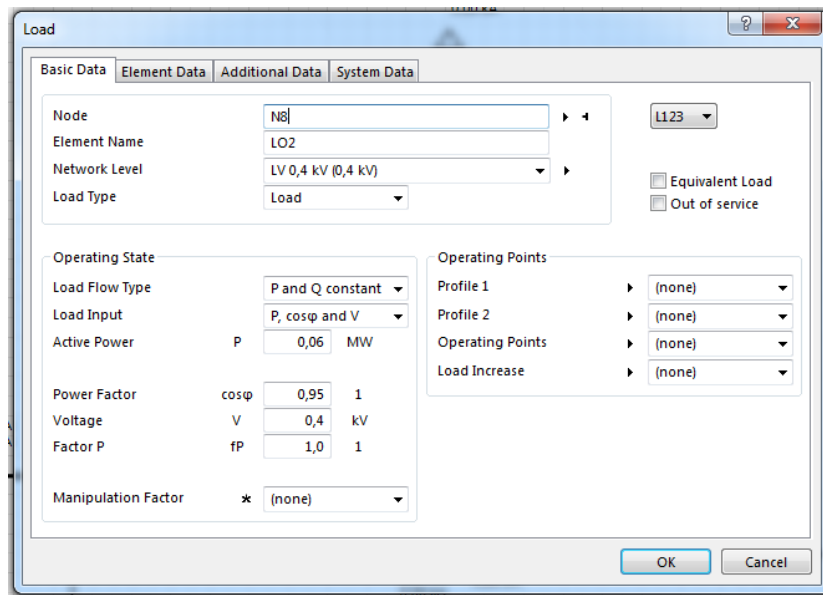 0.00 kA
Load
Basic Data Element Data Additional Data System Data
Node N8 L123
Element Name LO2
Network Level LV 0,4 kV (0,4 kV)
Equivalent Load
Load Type Load
Out of service
Operating State Operating Points
Load Flow Type P and Q constant Profile 1 (none)
Load Input P, cosφ and V Profile 2 (none)
Active Power P 0,06 MW Operating Points (none)
Load Increase (none)
Power Factor cosφ 0,95 1
Voltage V 0,4 kV
Factor P fP 1,0 1
Manipulation Factor * (none)
OK Cancel